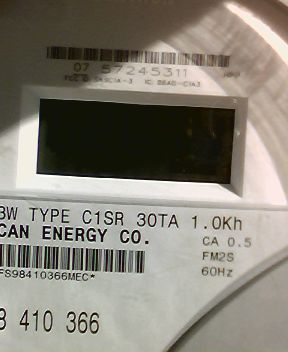 07 57245311
3W TYPE C1SR 30TA 1.0Kh
CAN ENERGY CO.
CA 0.5
FM2S
60Hz
FS98410366MEC*
8 410 366